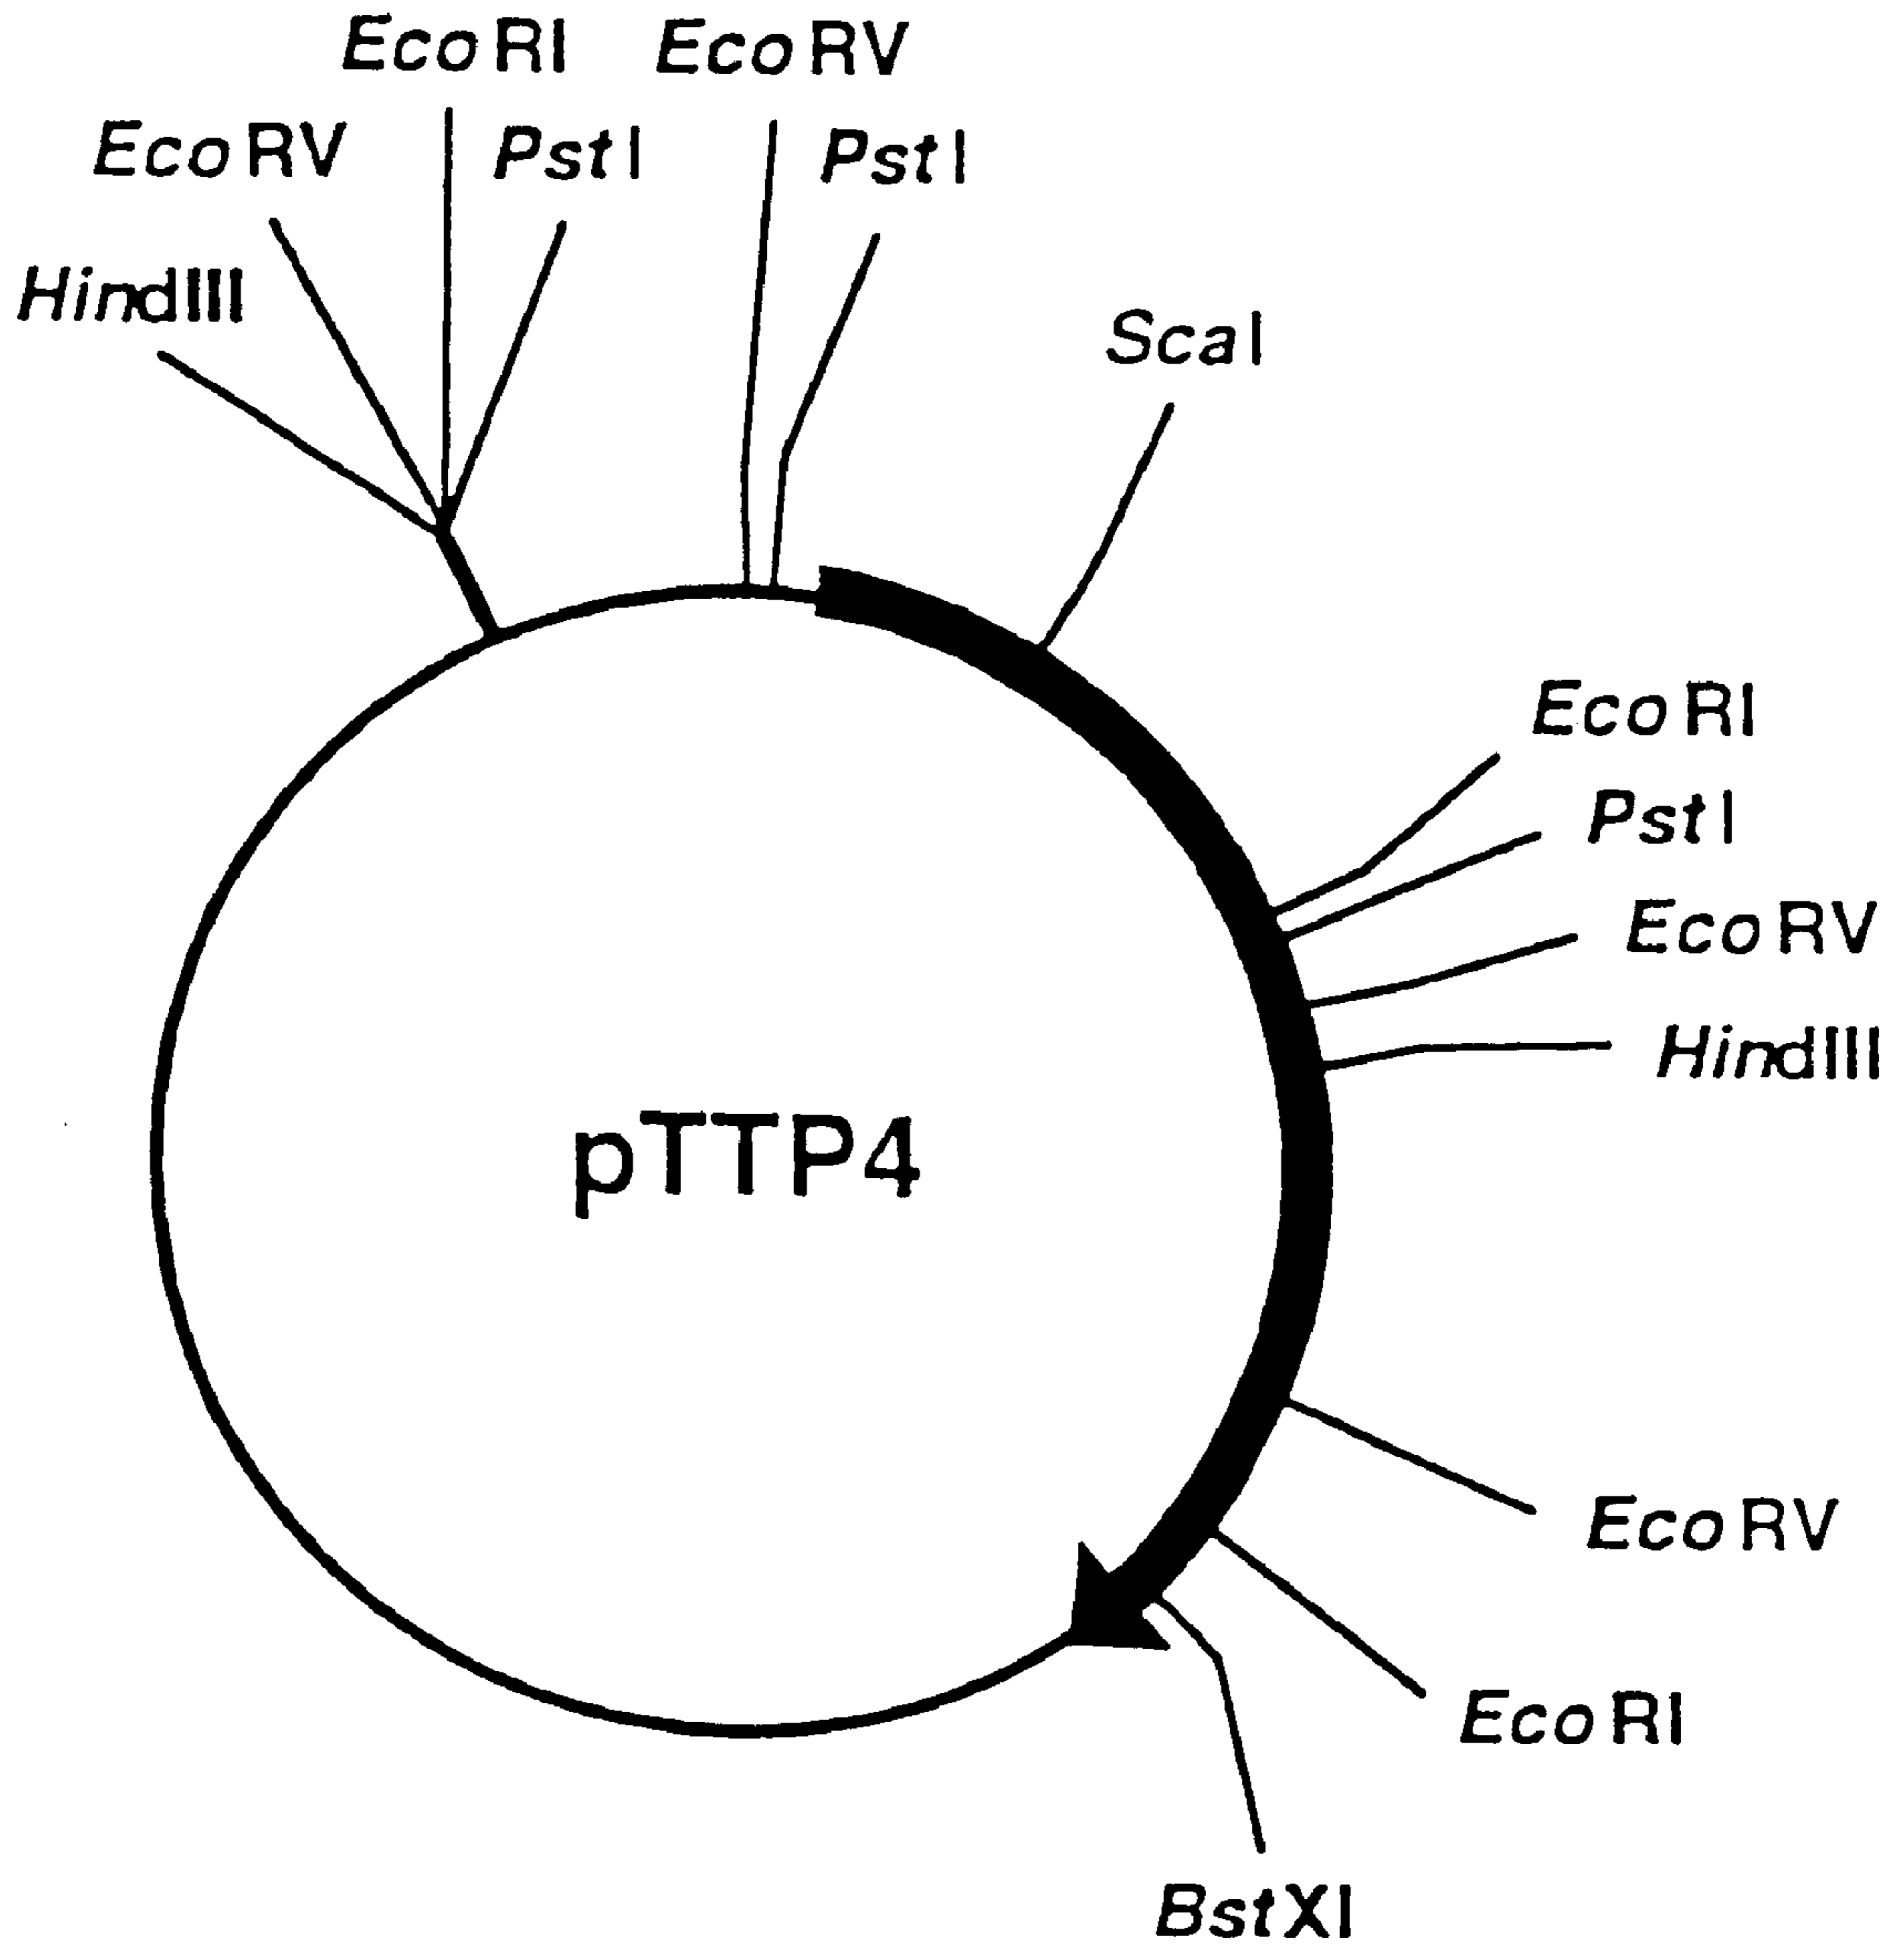 EcoRI
EcoRV
EcoRV
PstI
PstI
HindIII
ScaI
EcoRI
PstI
EcoRV
HindIII
pTTP4
EcoRV
EcoRI
BstXI